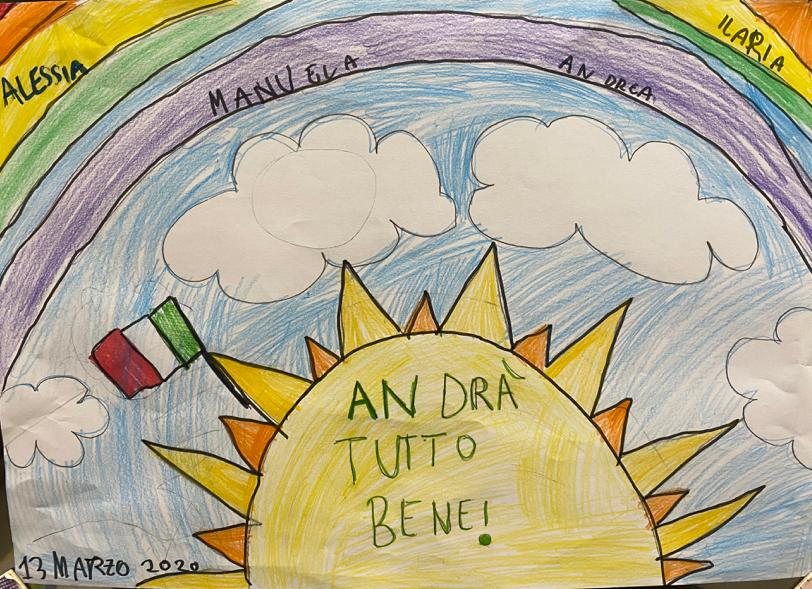 ALESSIA
MANUELA
ANDREA
ILARIA
ANDRÀ
TUTTO
BENE!
13 MARZO 2020